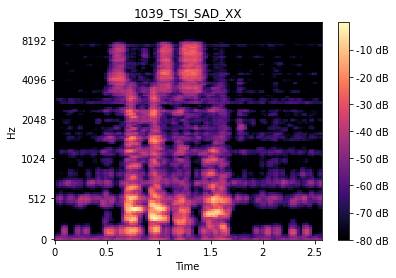 1039_TSI_SAD_XX
8192
4096
2048
1024
512
0
Hz
0 0.5 1 1.5 2 2.5
Time
-10 dB
-20 dB
-30 dB
-40 dB
-50 dB
-60 dB
-70 dB
-80 dB